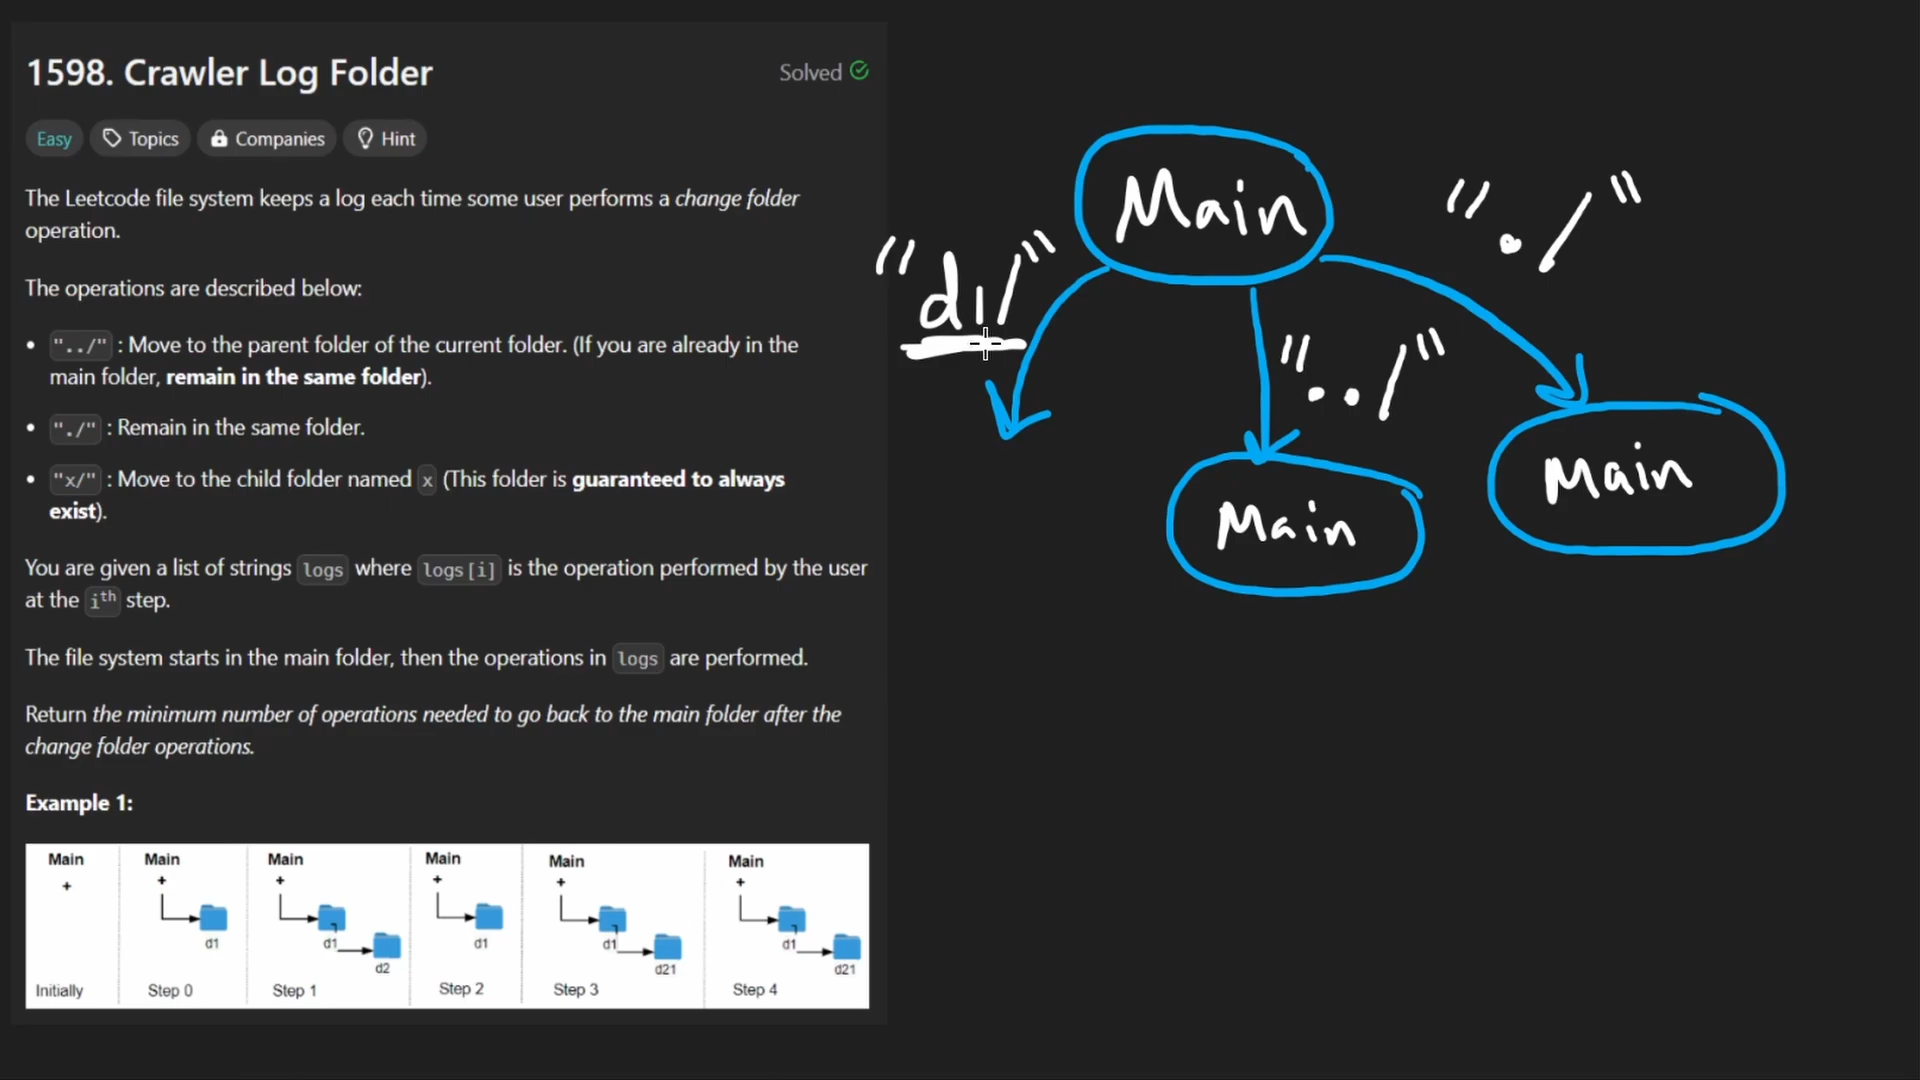 1598. Crawler Log Folder
Solved
Easy Topics Companies Hint
The Leetcode file system keeps a log each time some user performs a change folder
operation.
The operations are described below:
• "../" : Move to the parent folder of the current folder. (If you are already in the
main folder, remain in the same folder).
• "./" : Remain in the same folder.
• "x/" : Move to the child folder named x (This folder is guaranteed to always
exist).
You are given a list of strings logs where logs[i] is the operation performed by the user
at the ith step.
The file system starts in the main folder, then the operations in logs are performed.
Return the minimum number of operations needed to go back to the main folder after the
change folder operations.
Example 1:
Main
+
Initially
Main
+
d1
Step 0
Main
+
d1
d2
Step 1
Main
+
d1
Step 2
Main
+
d1
d21
Step 3
Main
+
d1
d21
Step 4
Main
"d1/"
"../"
"./"
Main
Main